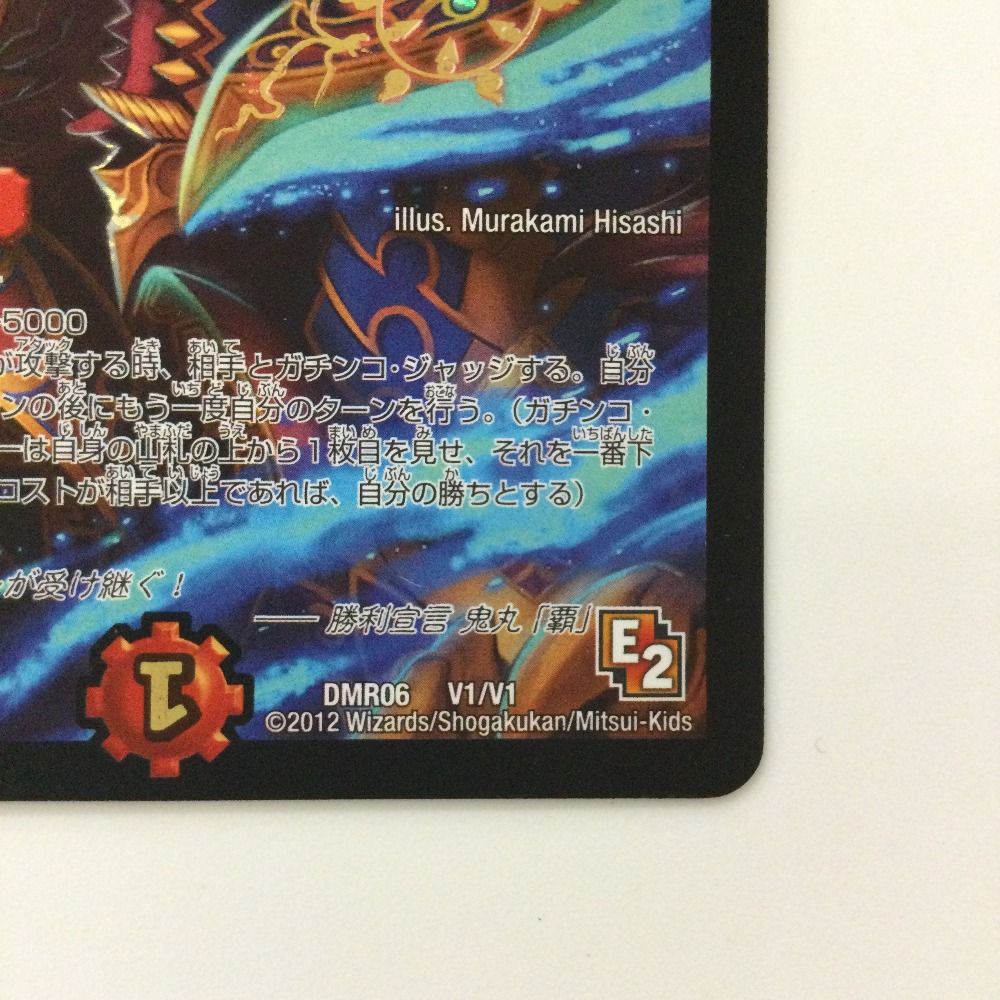 illus. Murakami Hisashi
5000
が攻撃する時、相手とガチンコ・ジャッジする。自分
ンの後にもう一度自分のターンを行う。（ガチンコ・
ーは自身の山札の上から1枚目を見せ、それを一番下
コストが相手以上であれば、自分の勝ちとする）
が受け継ぐ！
── 勝利宣言 鬼丸「覇」
E2
1
DMR06 V1/V1
©2012 Wizards/Shogakukan/Mitsui-Kids